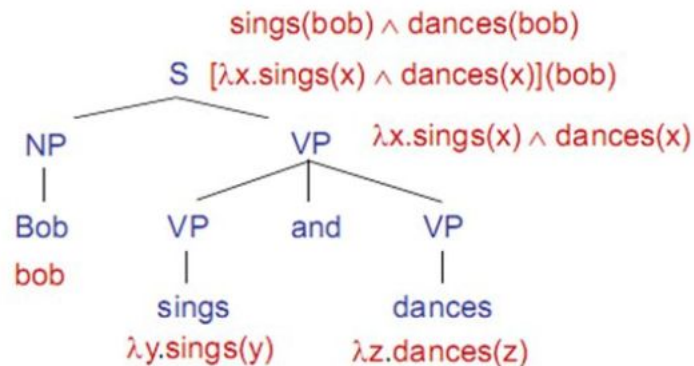 sings(bob) ∧ dances(bob)
S [λx.sings(x) ∧ dances(x)](bob)
NP VP λx.sings(x) ∧ dances(x)
Bob VP and VP
bob
sings dances
λy.sings(y) λz.dances(z)